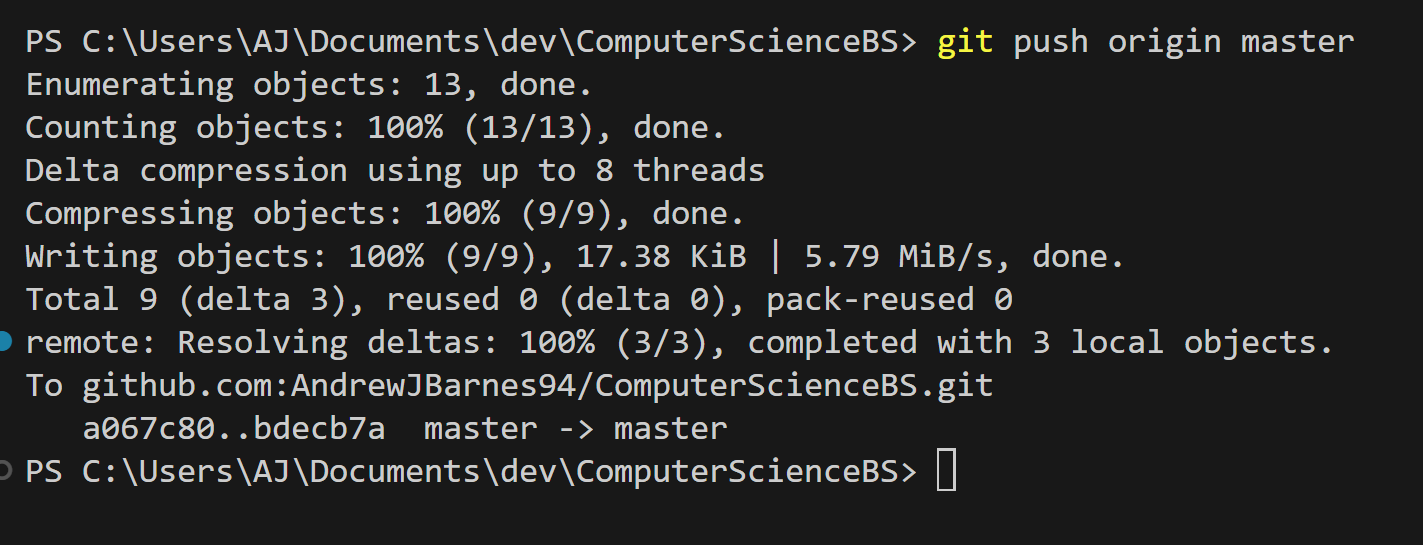 PS C:\Users\AJ\Documents\dev\ComputerScienceBS> git push origin master
Enumerating objects: 13, done.
Counting objects: 100% (13/13), done.
Delta compression using up to 8 threads
Compressing objects: 100% (9/9), done.
Writing objects: 100% (9/9), 17.38 KiB | 5.79 MiB/s, done.
Total 9 (delta 3), reused 0 (delta 0), pack-reused 0
remote: Resolving deltas: 100% (3/3), completed with 3 local objects.
To github.com:AndrewJBarnes94/ComputerScienceBS.git
   a067c80..bdecb7a  master -> master
PS C:\Users\AJ\Documents\dev\ComputerScienceBS>